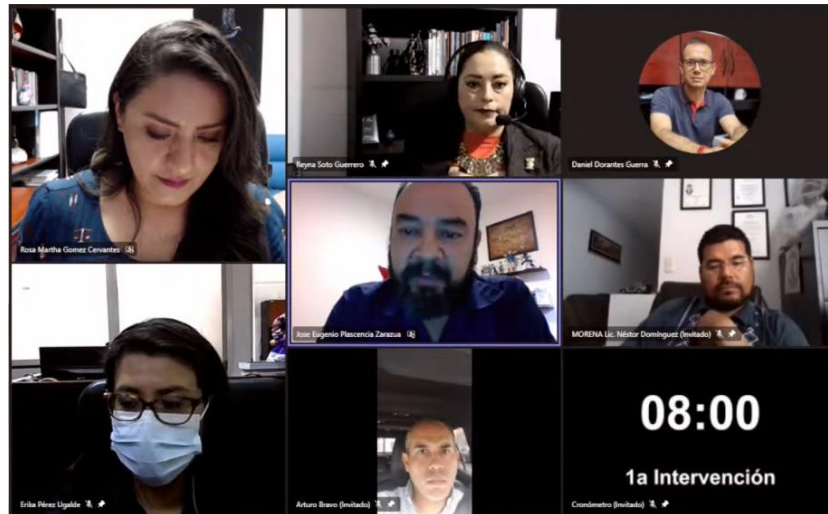 Rosa Martha Gomez Cervantes
Reyna Soto Guerrero
Daniel Dorantes Guerra
Jose Eugenio Plascencia Zarazua
MORENA Lic. Néstor Domínguez (Invitado)
Erika Pérez Ugalde
Arturo Bravo (Invitado)
08:00
1a Intervención
Cronómetro (Invitado)